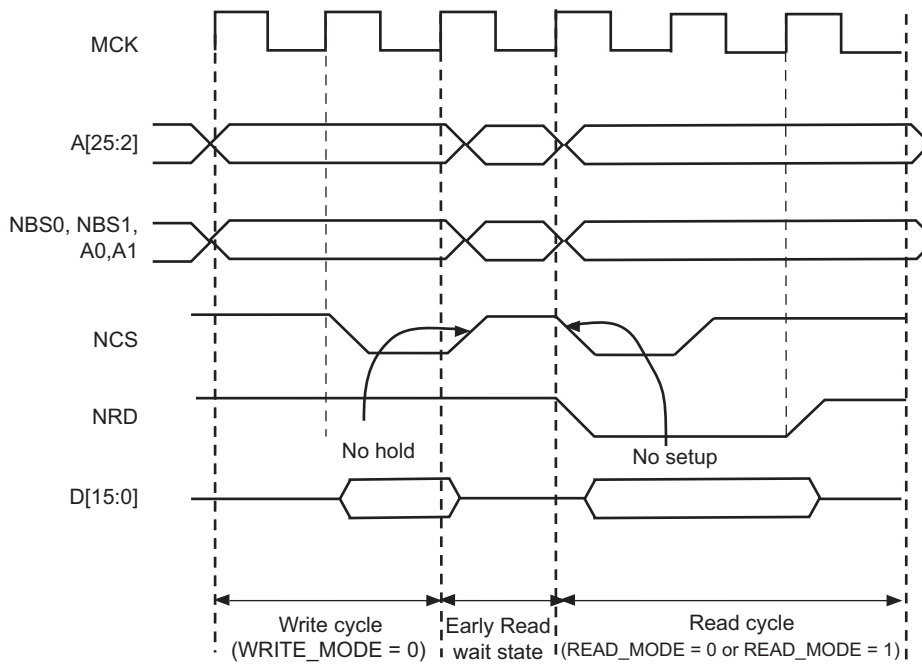 MCK
A[25:2]
NBS0, NBS1,
A0,A1
NCS
NRD
No hold
No setup
D[15:0]
Write cycle
(WRITE_MODE = 0)
Early Read
wait state
Read cycle
(READ_MODE = 0 or READ_MODE = 1)